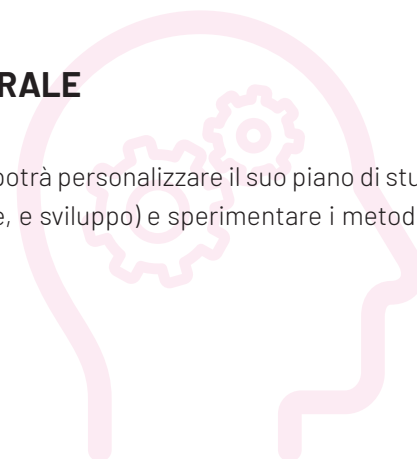 RALE
potrà personalizzare il suo piano di stu
e, e sviluppo) e sperimentare i metod